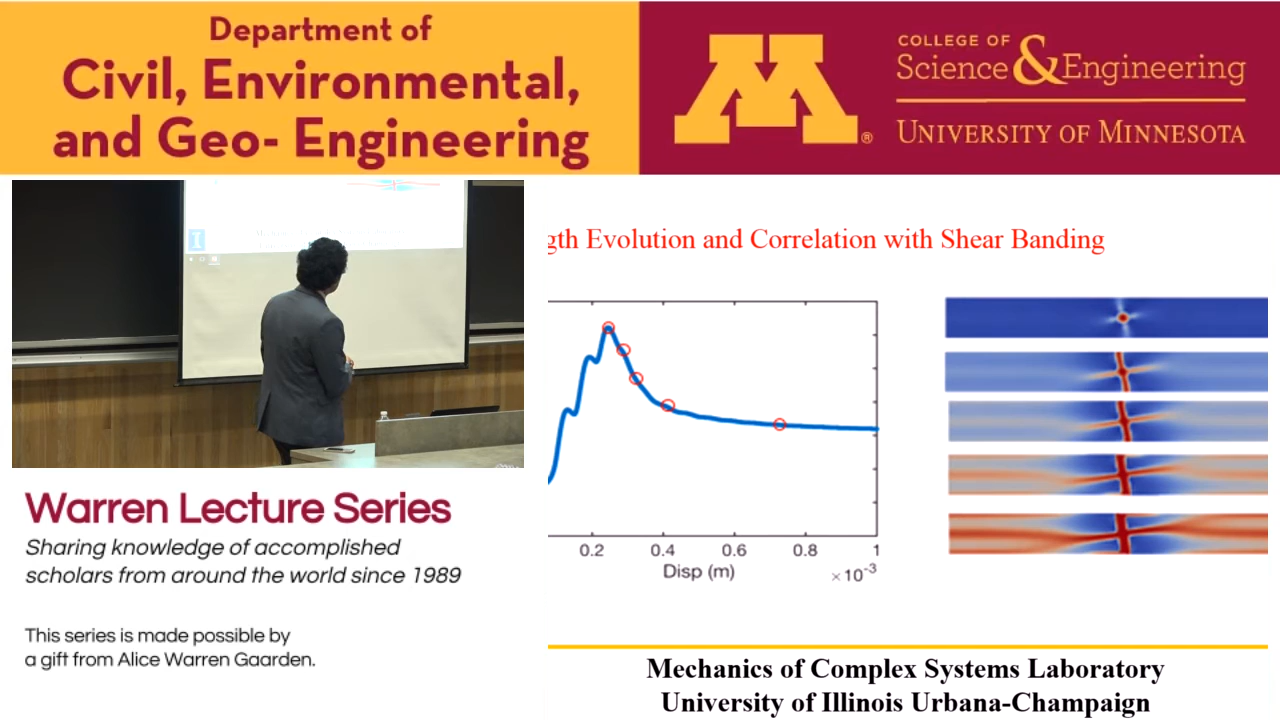 Department of
Civil, Environmental,
and Geo- Engineering
M®
COLLEGE OF
Science & Engineering
UNIVERSITY OF MINNESOTA
gth Evolution and Correlation with Shear Banding
0.2 0.4 0.6 0.8 1
Disp (m) ×10⁻³
Warren Lecture Series
Sharing knowledge of accomplished
scholars from around the world since 1989
This series is made possible by
a gift from Alice Warren Gaarden.
Mechanics of Complex Systems Laboratory
University of Illinois Urbana-Champaign